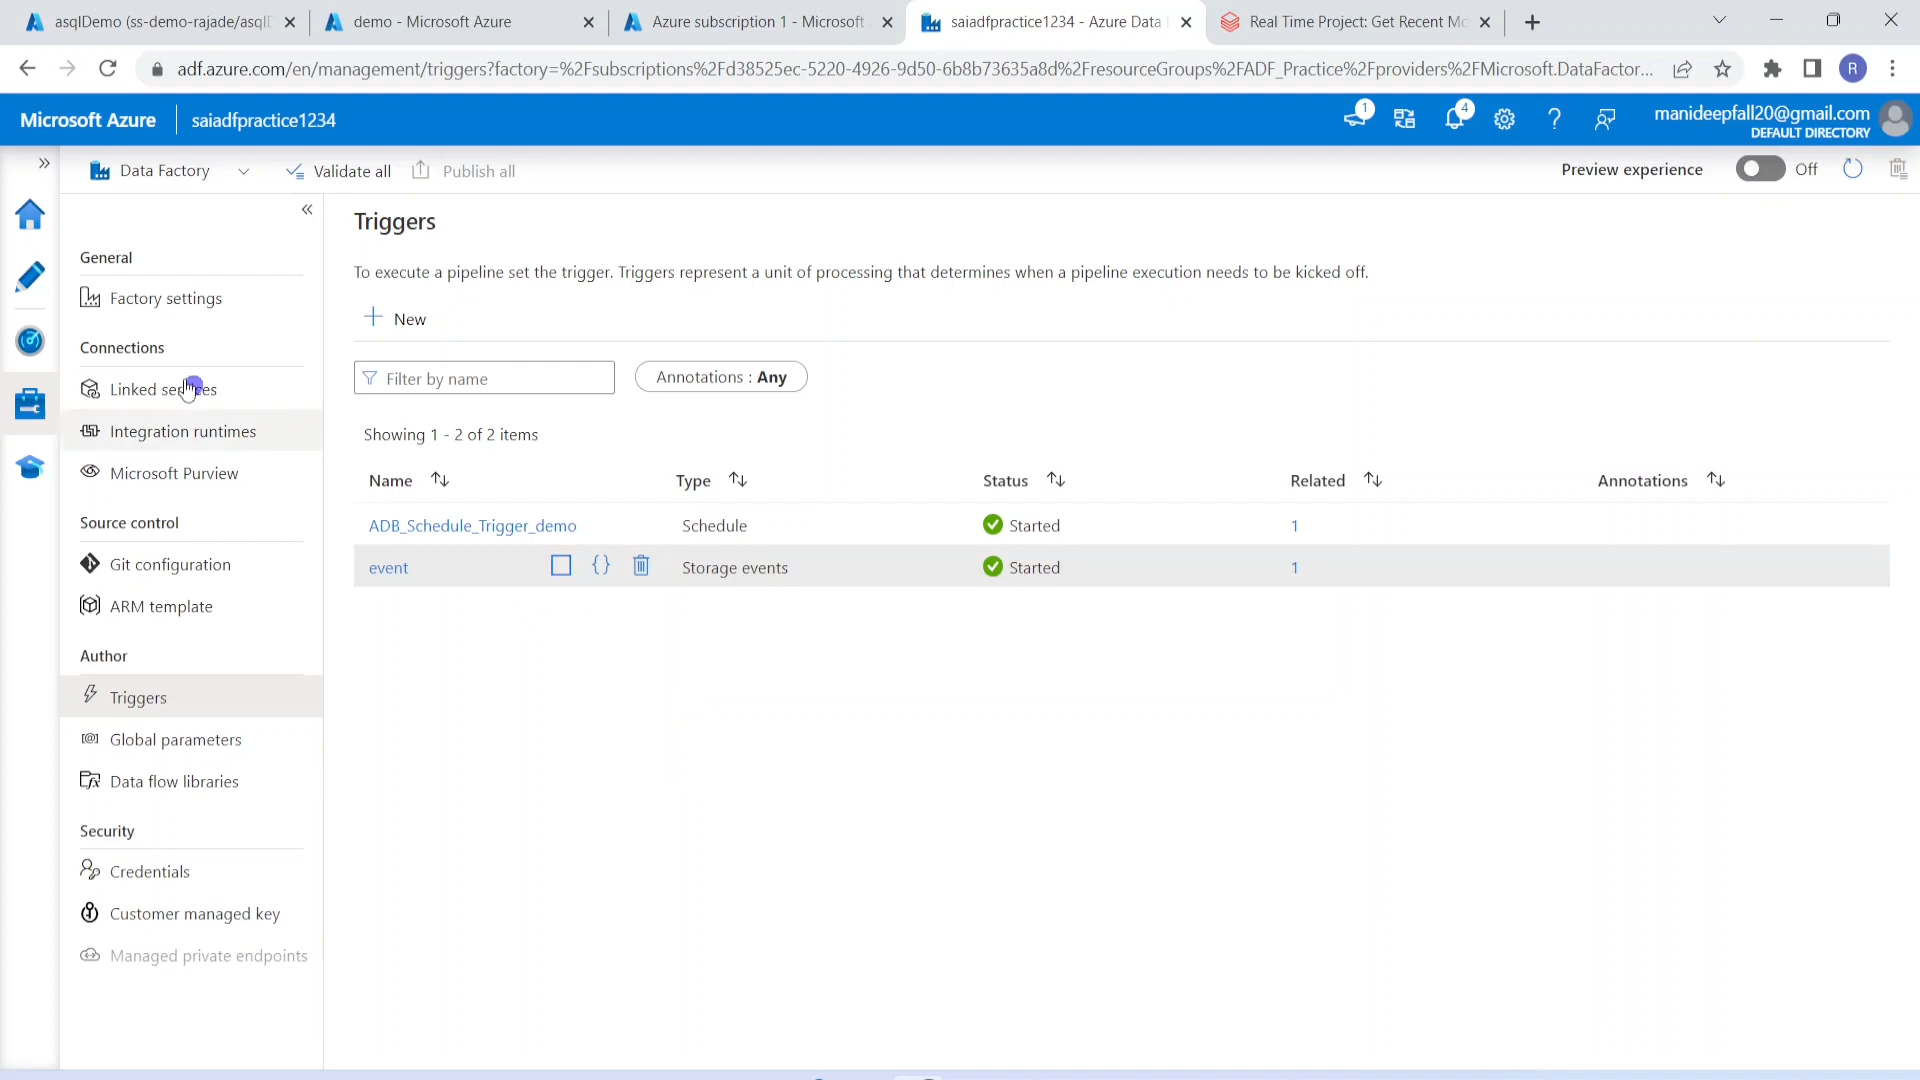 asqlDemo (ss-demo-rajade/asqlD
demo - Microsoft Azure
Azure subscription 1 - Microsoft
saiadfpractice1234 - Azure Data
Real Time Project: Get Recent Mo
adf.azure.com/en/management/triggers?factory=%2Fsubscriptions%2Fd38525ec-5220-4926-9d50-6b8b73635a8d%2FresourceGroups%2FADF_Practice%2Fproviders%2FMicrosoft.DataFactor...
R
Microsoft Azure
saiadfpractice1234
1
4
manideepfall20@gmail.com
DEFAULT DIRECTORY
Data Factory
Validate all
Publish all
Preview experience
Off
General
Factory settings
Connections
Linked services
Integration runtimes
Microsoft Purview
Source control
Git configuration
ARM template
Author
Triggers
Global parameters
Data flow libraries
Security
Credentials
Customer managed key
Managed private endpoints
Triggers
To execute a pipeline set the trigger. Triggers represent a unit of processing that determines when a pipeline execution needs to be kicked off.
New
Filter by name
Annotations : Any
Showing 1 - 2 of 2 items
Name Type Status Related Annotations
ADB_Schedule_Trigger_demo Schedule Started 1
event {} Storage events Started 1